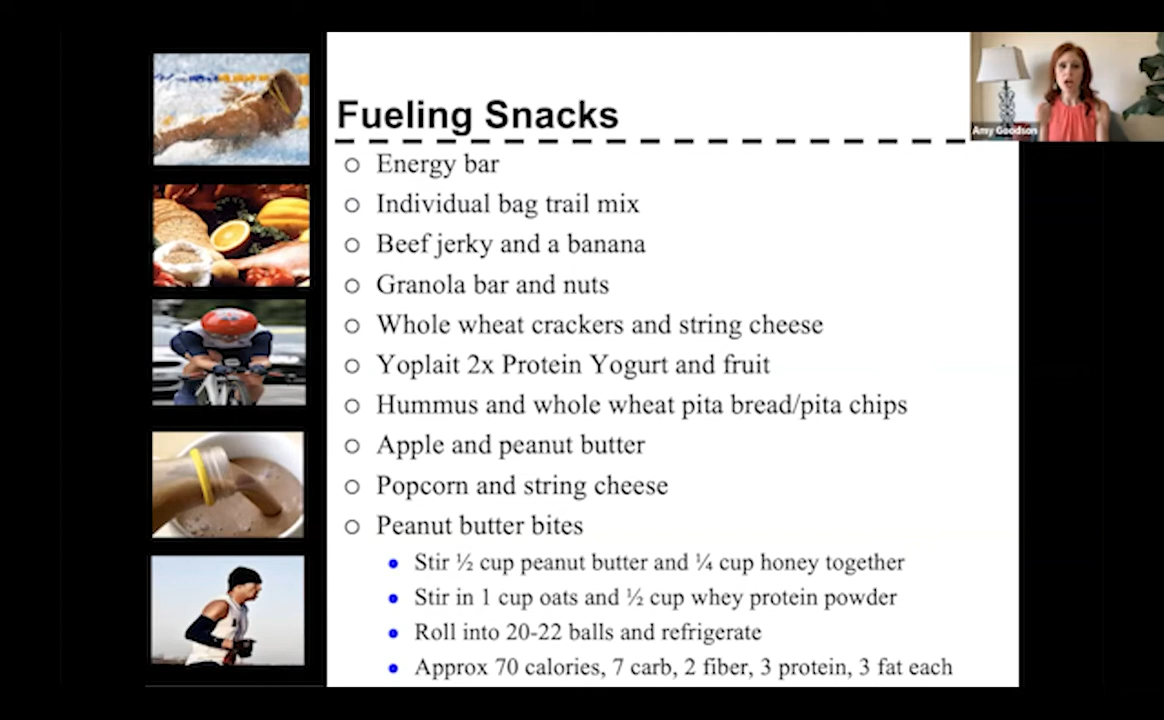 Fueling Snacks
Amy Goodson
Energy bar
Individual bag trail mix
Beef jerky and a banana
Granola bar and nuts
Whole wheat crackers and string cheese
Yoplait 2x Protein Yogurt and fruit
Hummus and whole wheat pita bread/pita chips
Apple and peanut butter
Popcorn and string cheese
Peanut butter bites
Stir ½ cup peanut butter and ¼ cup honey together
Stir in 1 cup oats and ½ cup whey protein powder
Roll into 20-22 balls and refrigerate
Approx 70 calories, 7 carb, 2 fiber, 3 protein, 3 fat each